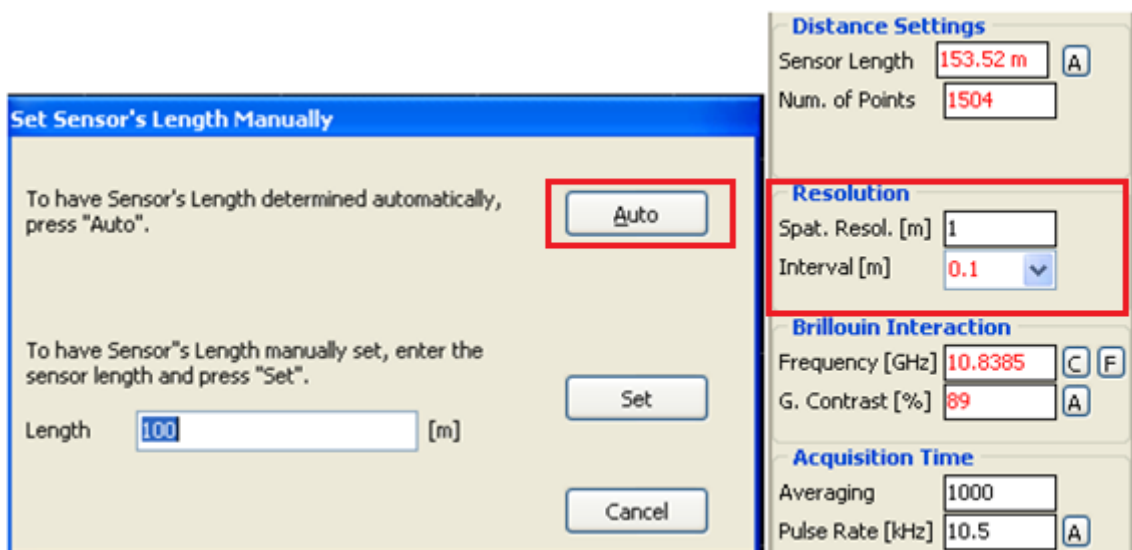 Set Sensor's Length Manually
To have Sensor's Length determined automatically,
press "Auto".
Auto
To have Sensor"s Length manually set, enter the
sensor length and press "Set".
Set
Length 100 [m]
Cancel
Distance Settings
Sensor Length 153.52 m A
Num. of Points 1504
Resolution
Spat. Resol. [m] 1
Interval [m] 0.1
Brillouin Interaction
Frequency [GHz] 10.8385 C F
G. Contrast [%] 89 A
Acquisition Time
Averaging 1000
Pulse Rate [kHz] 10.5 A